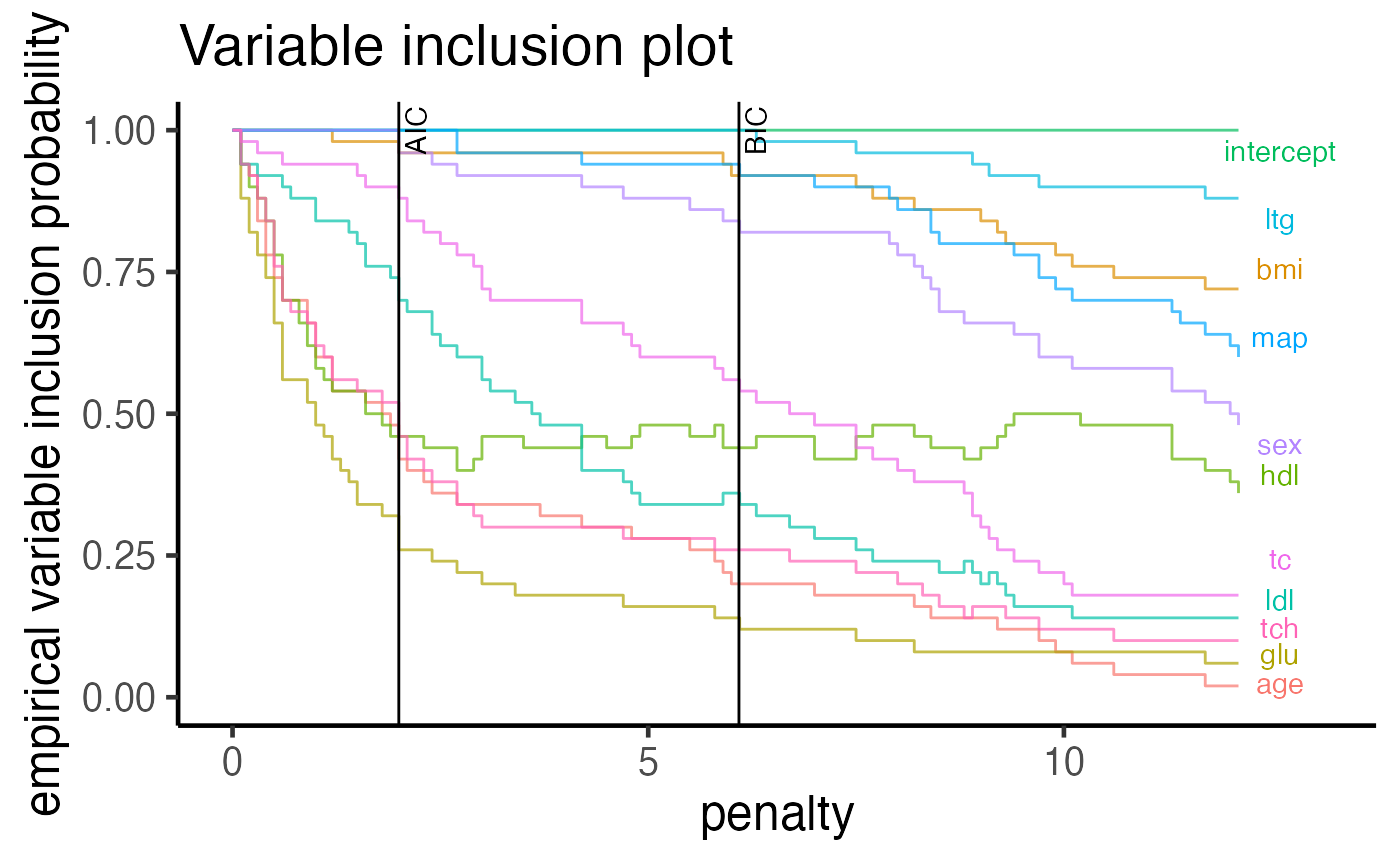 Variable inclusion plot
empirical variable inclusion probability
1.00
0.75
0.50
0.25
0.00
AIC
BIC
intercept
ltg
bmi
map
sex
hdl
tc
ldl
tch
glu
age
0
5
10
penalty